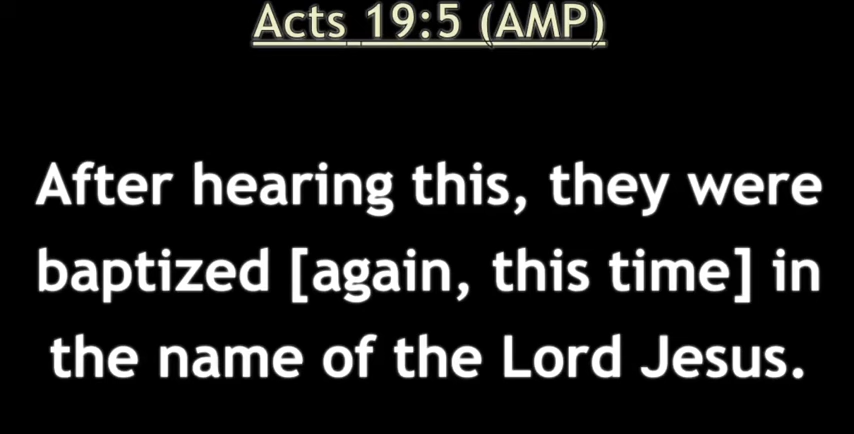 Acts 19:5 (AMP)
After hearing this, they were
baptized [again, this time] in
the name of the Lord Jesus.